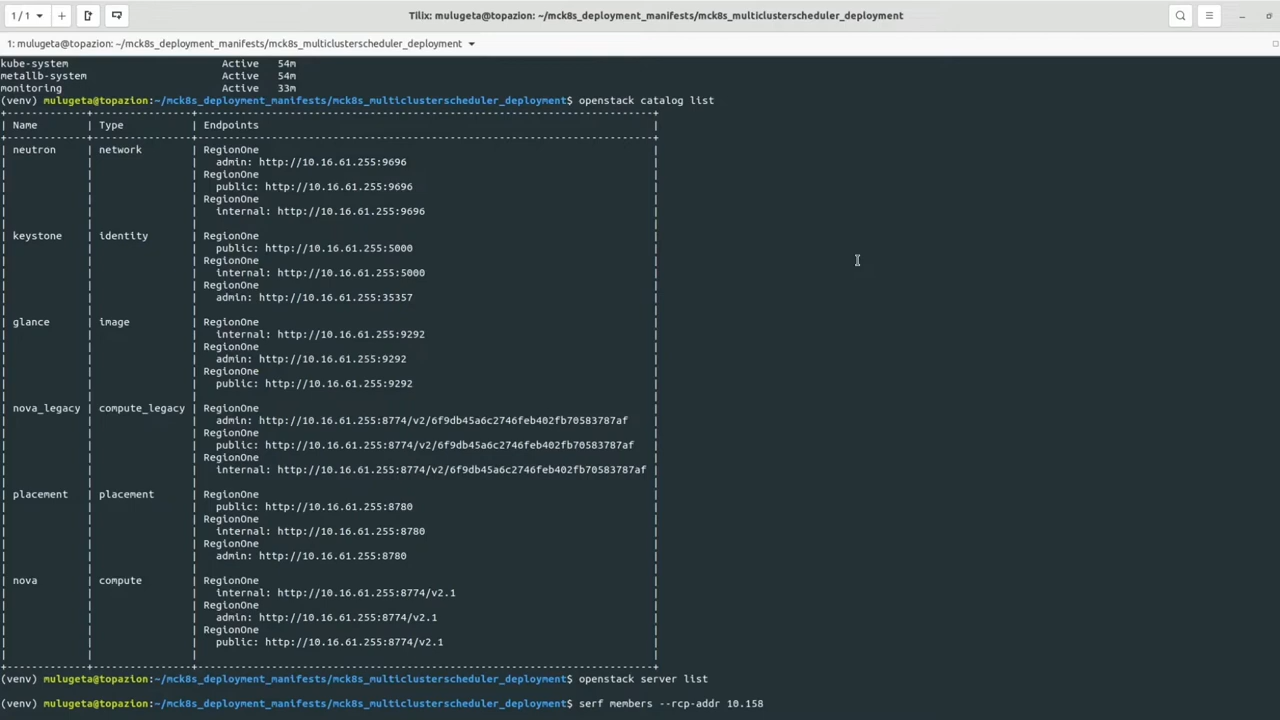 1 / 1
Tilix: mulugeta@topazion: ~/mck8s_deployment_manifests/mck8s_multiclusterscheduler_deployment
1: mulugeta@topazion: ~/mck8s_deployment_manifests/mck8s_multiclusterscheduler_deployment
kube-system Active 54m
metallb-system Active 54m
monitoring Active 33m
(venv) mulugeta@topazion:~/mck8s_deployment_manifests/mck8s_multiclusterscheduler_deployment$ openstack catalog list
| Name | Type | Endpoints |
| neutron | network | RegionOne |
| | | admin: http://10.16.61.255:9696 |
| | | RegionOne |
| | | public: http://10.16.61.255:9696 |
| | | RegionOne |
| | | internal: http://10.16.61.255:9696 |
| keystone | identity | RegionOne |
| | | public: http://10.16.61.255:5000 |
| | | RegionOne |
| | | internal: http://10.16.61.255:5000 |
| | | RegionOne |
| | | admin: http://10.16.61.255:35357 |
| glance | image | RegionOne |
| | | internal: http://10.16.61.255:9292 |
| | | RegionOne |
| | | admin: http://10.16.61.255:9292 |
| | | RegionOne |
| | | public: http://10.16.61.255:9292 |
| nova_legacy | compute_legacy | RegionOne |
| | | admin: http://10.16.61.255:8774/v2/6f9db45a6c2746feb402fb70583787af |
| | | RegionOne |
| | | public: http://10.16.61.255:8774/v2/6f9db45a6c2746feb402fb70583787af |
| | | RegionOne |
| | | internal: http://10.16.61.255:8774/v2/6f9db45a6c2746feb402fb70583787af |
| placement | placement | RegionOne |
| | | public: http://10.16.61.255:8780 |
| | | RegionOne |
| | | internal: http://10.16.61.255:8780 |
| | | RegionOne |
| | | admin: http://10.16.61.255:8780 |
| nova | compute | RegionOne |
| | | internal: http://10.16.61.255:8774/v2.1 |
| | | RegionOne |
| | | admin: http://10.16.61.255:8774/v2.1 |
| | | RegionOne |
| | | public: http://10.16.61.255:8774/v2.1 |
(venv) mulugeta@topazion:~/mck8s_deployment_manifests/mck8s_multiclusterscheduler_deployment$ openstack server list
(venv) mulugeta@topazion:~/mck8s_deployment_manifests/mck8s_multiclusterscheduler_deployment$ serf members --rcp-addr 10.158